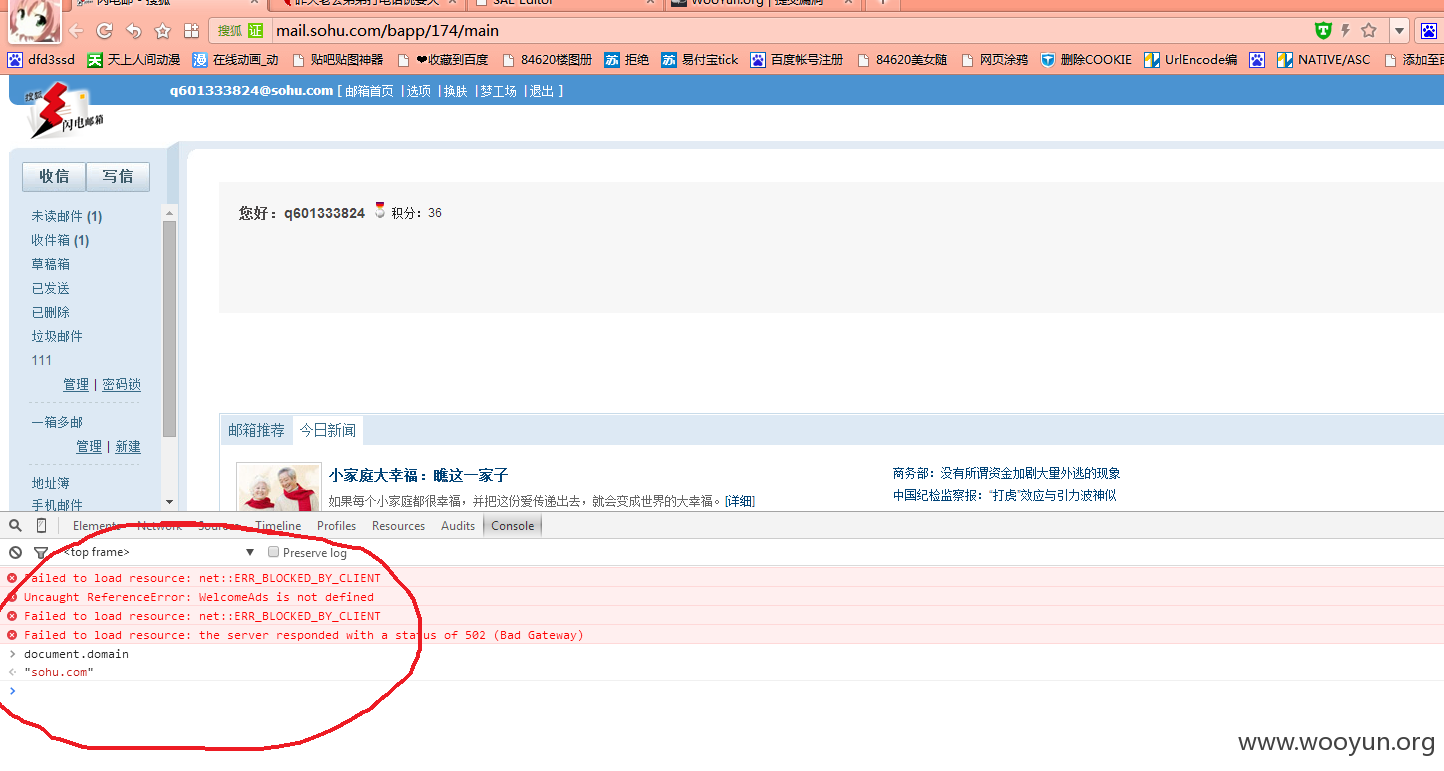 闪电邮 - 搜狐
昨天老公弟弟打电话说要天
SAE Editor
WooYun.org | 提交漏洞
搜狐 证 mail.sohu.com/bapp/174/main
dfd3ssd 天上人间动漫 在线动画_动 贴吧贴图神器 ❤收藏到百度 84620楼图册 拒绝 易付宝tick 百度帐号注册 84620美女随 网页涂鸦 删除COOKIE UrlEncode编 NATIVE/ASC 添加至百
搜狐 闪电邮箱
q601333824@sohu.com [ 邮箱首页 |选项 |换肤 |梦工场 |退出 ]
收信 写信
未读邮件 (1)
收件箱 (1)
草稿箱
已发送
已删除
垃圾邮件
111
管理 | 密码锁
一箱多邮
管理 | 新建
地址簿
手机邮件
您好：q601333824 积分：36
邮箱推荐 今日新闻
小家庭大幸福：瞧这一家子
如果每个小家庭都很幸福，并把这份爱传递出去，就会变成世界的大幸福。[详细]
商务部：没有所谓资金加剧大量外逃的现象
中国纪检监察报：“打虎”效应与引力波神似
Elements Network Sources Timeline Profiles Resources Audits Console
<top frame> ▼ Preserve log
Failed to load resource: net::ERR_BLOCKED_BY_CLIENT
Uncaught ReferenceError: WelcomeAds is not defined
Failed to load resource: net::ERR_BLOCKED_BY_CLIENT
Failed to load resource: the server responded with a status of 502 (Bad Gateway)
document.domain
"sohu.com"
www.wooyun.org